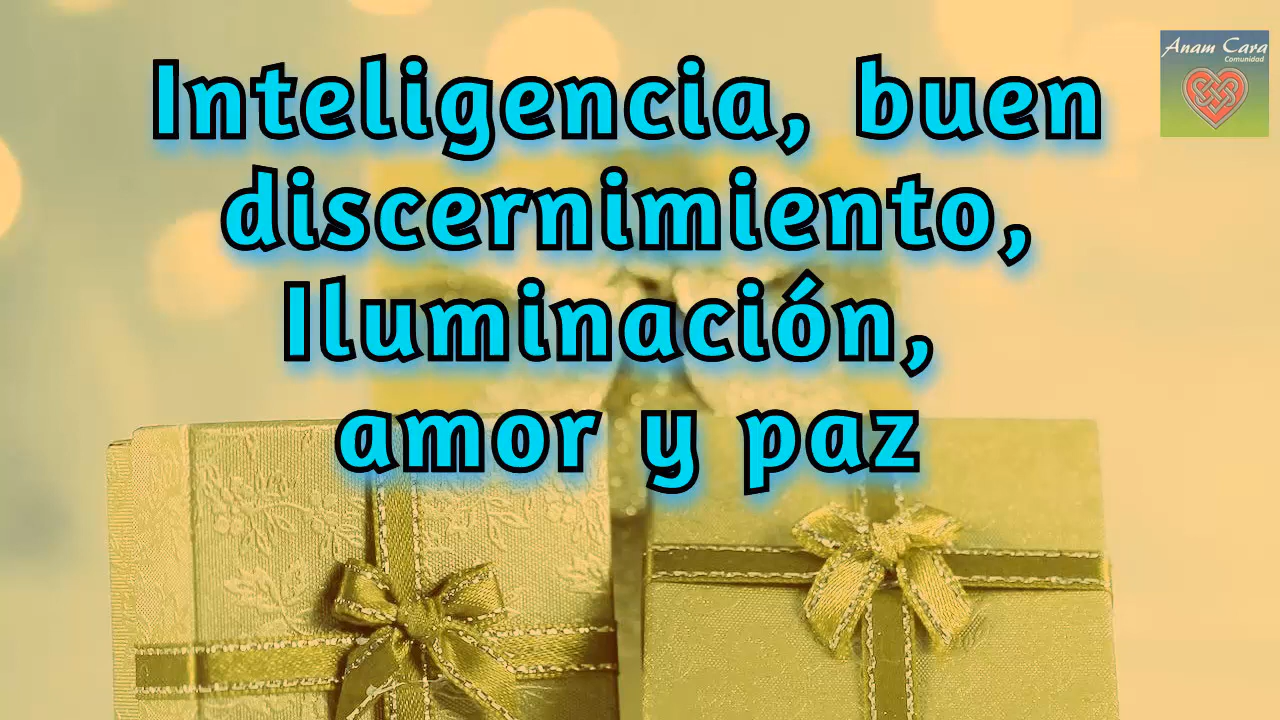 Anam Cara
Comunidad
Inteligencia, buen
discernimiento,
Iluminación,
amor y paz